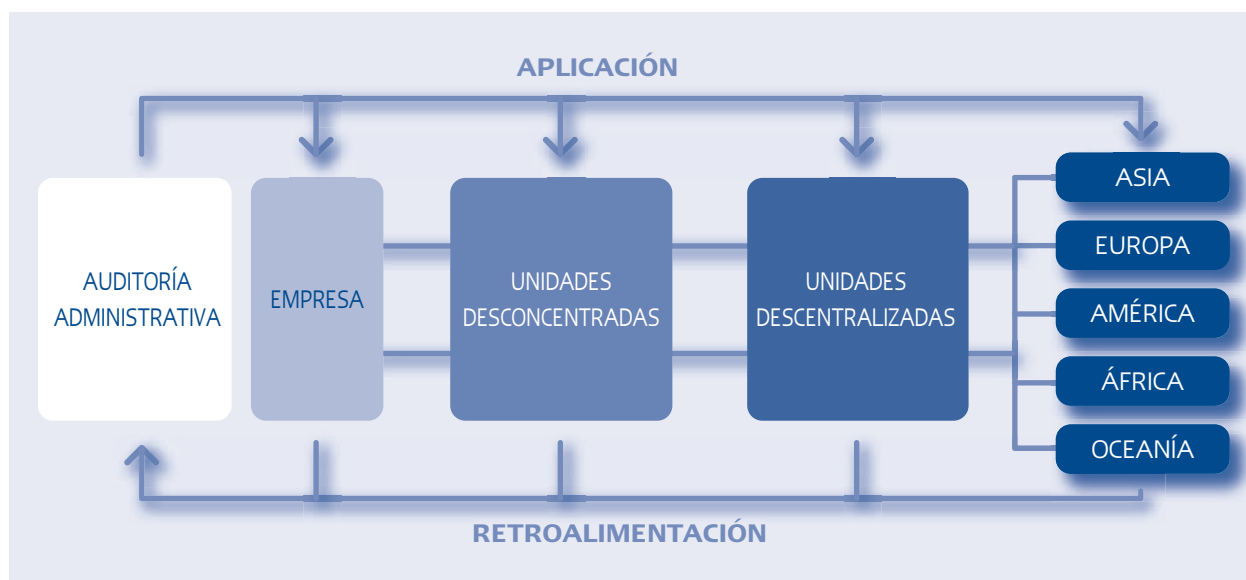 APLICACIÓN
AUDITORÍA
ADMINISTRATIVA
EMPRESA
UNIDADES
DESCONCENTRADAS
UNIDADES
DESCENTRALIZADAS
ASIA
EUROPA
AMÉRICA
ÁFRICA
OCEANÍA
RETROALIMENTACIÓN